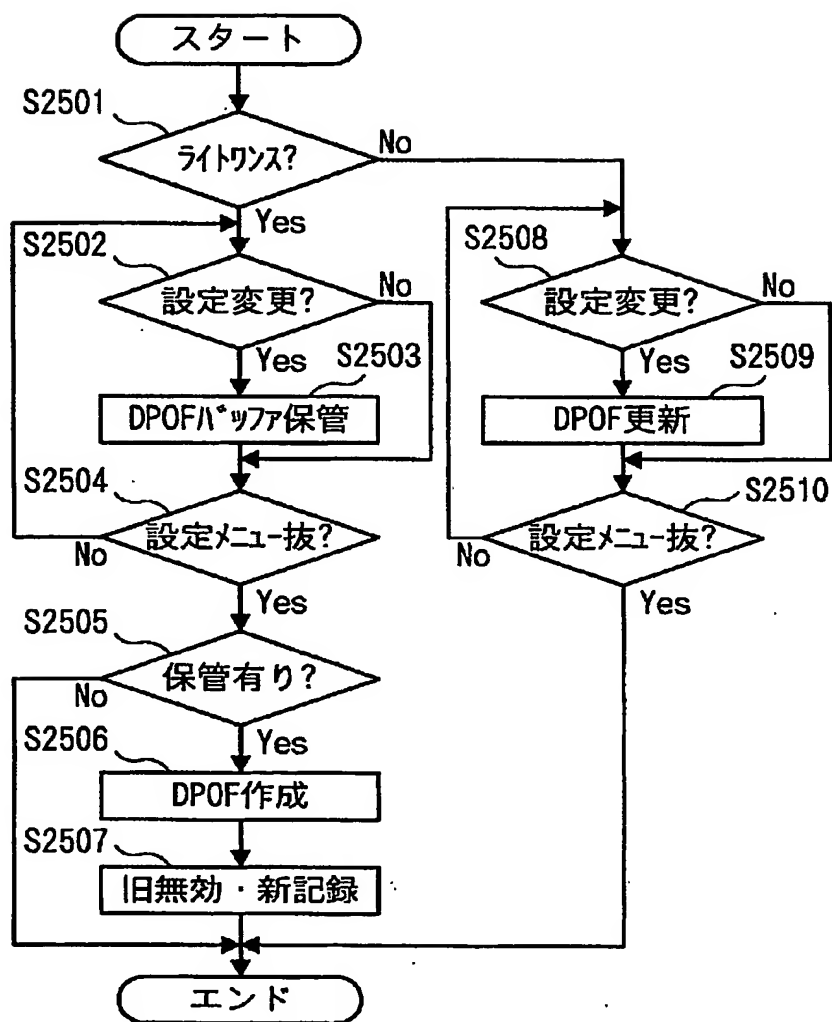 スタート
S2501
ライトワンス?
No
Yes
S2502
設定変更?
No
Yes
S2503
DPOFバッファ保管
S2504
設定メニュー抜?
No
Yes
S2505
保管有り?
No
Yes
S2506
DPOF作成
S2507
旧無効・新記録
エンド
S2508
設定変更?
No
Yes
S2509
DPOF更新
S2510
設定メニュー抜?
No
Yes